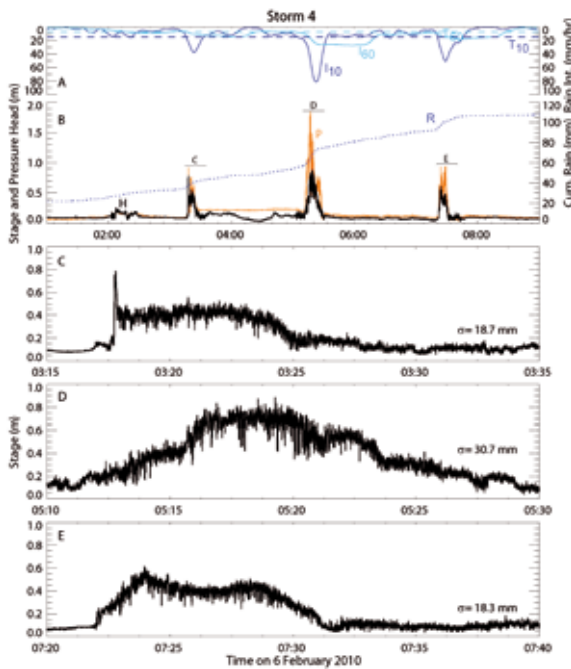 Storm 4
0
20
40
60
80
100
A
T10
I60
I10
Rain Int. (mm/hr)
2.0
1.5
1.0
0.5
0.0
B
C
D
E
H
P
R
120
100
80
60
40
20
0
Stage and Pressure Head (m)
Cum. Rain (mm)
02:00 04:00 06:00 08:00
1.0
0.8
0.6
0.4
0.2
0.0
C
σ= 18.7 mm
03:15 03:20 03:25 03:30 03:35
1.0
0.8
0.6
0.4
0.2
0.0
D
σ= 30.7 mm
Stage (m)
05:10 05:15 05:20 05:25 05:30
1.0
0.8
0.6
0.4
0.2
0.0
E
σ= 18.3 mm
07:20 07:25 07:30 07:35 07:40
Time on 6 February 2010